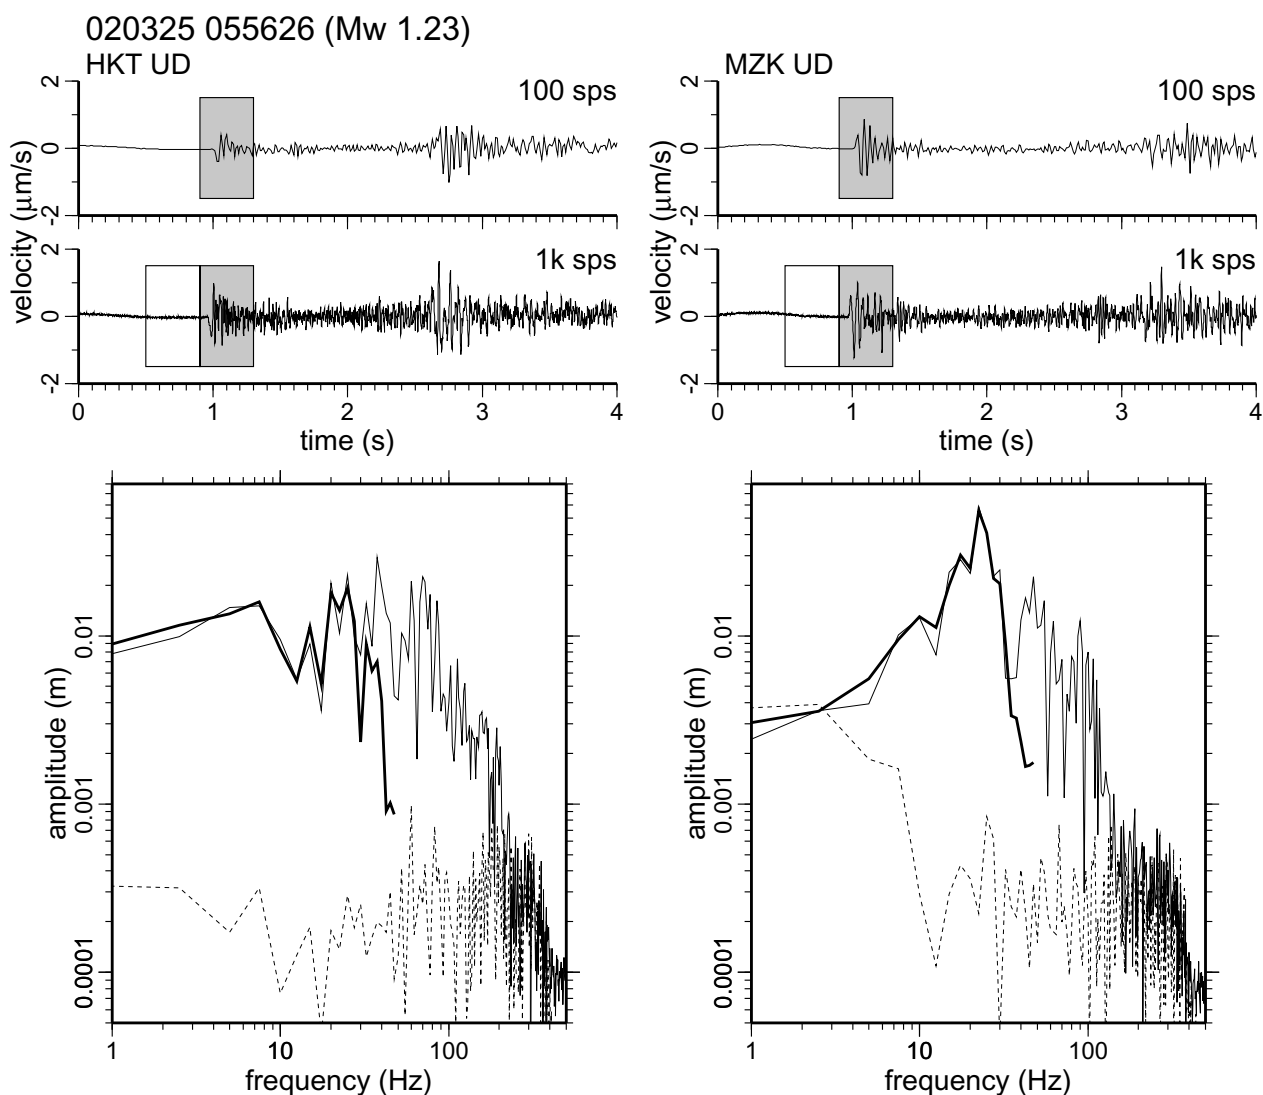 020325 055626 (Mw 1.23)
HKT UD
MZK UD
100 sps
100 sps
2
0
-2
2
0
-2
velocity (μm/s)
velocity (μm/s)
1k sps
1k sps
2
0
-2
2
0
-2
0 1 2 3 4
0 1 2 3 4
time (s)
time (s)
amplitude (m)
0.01
0.001
0.0001
amplitude (m)
0.01
0.001
0.0001
1 10 100
1 10 100
frequency (Hz)
frequency (Hz)